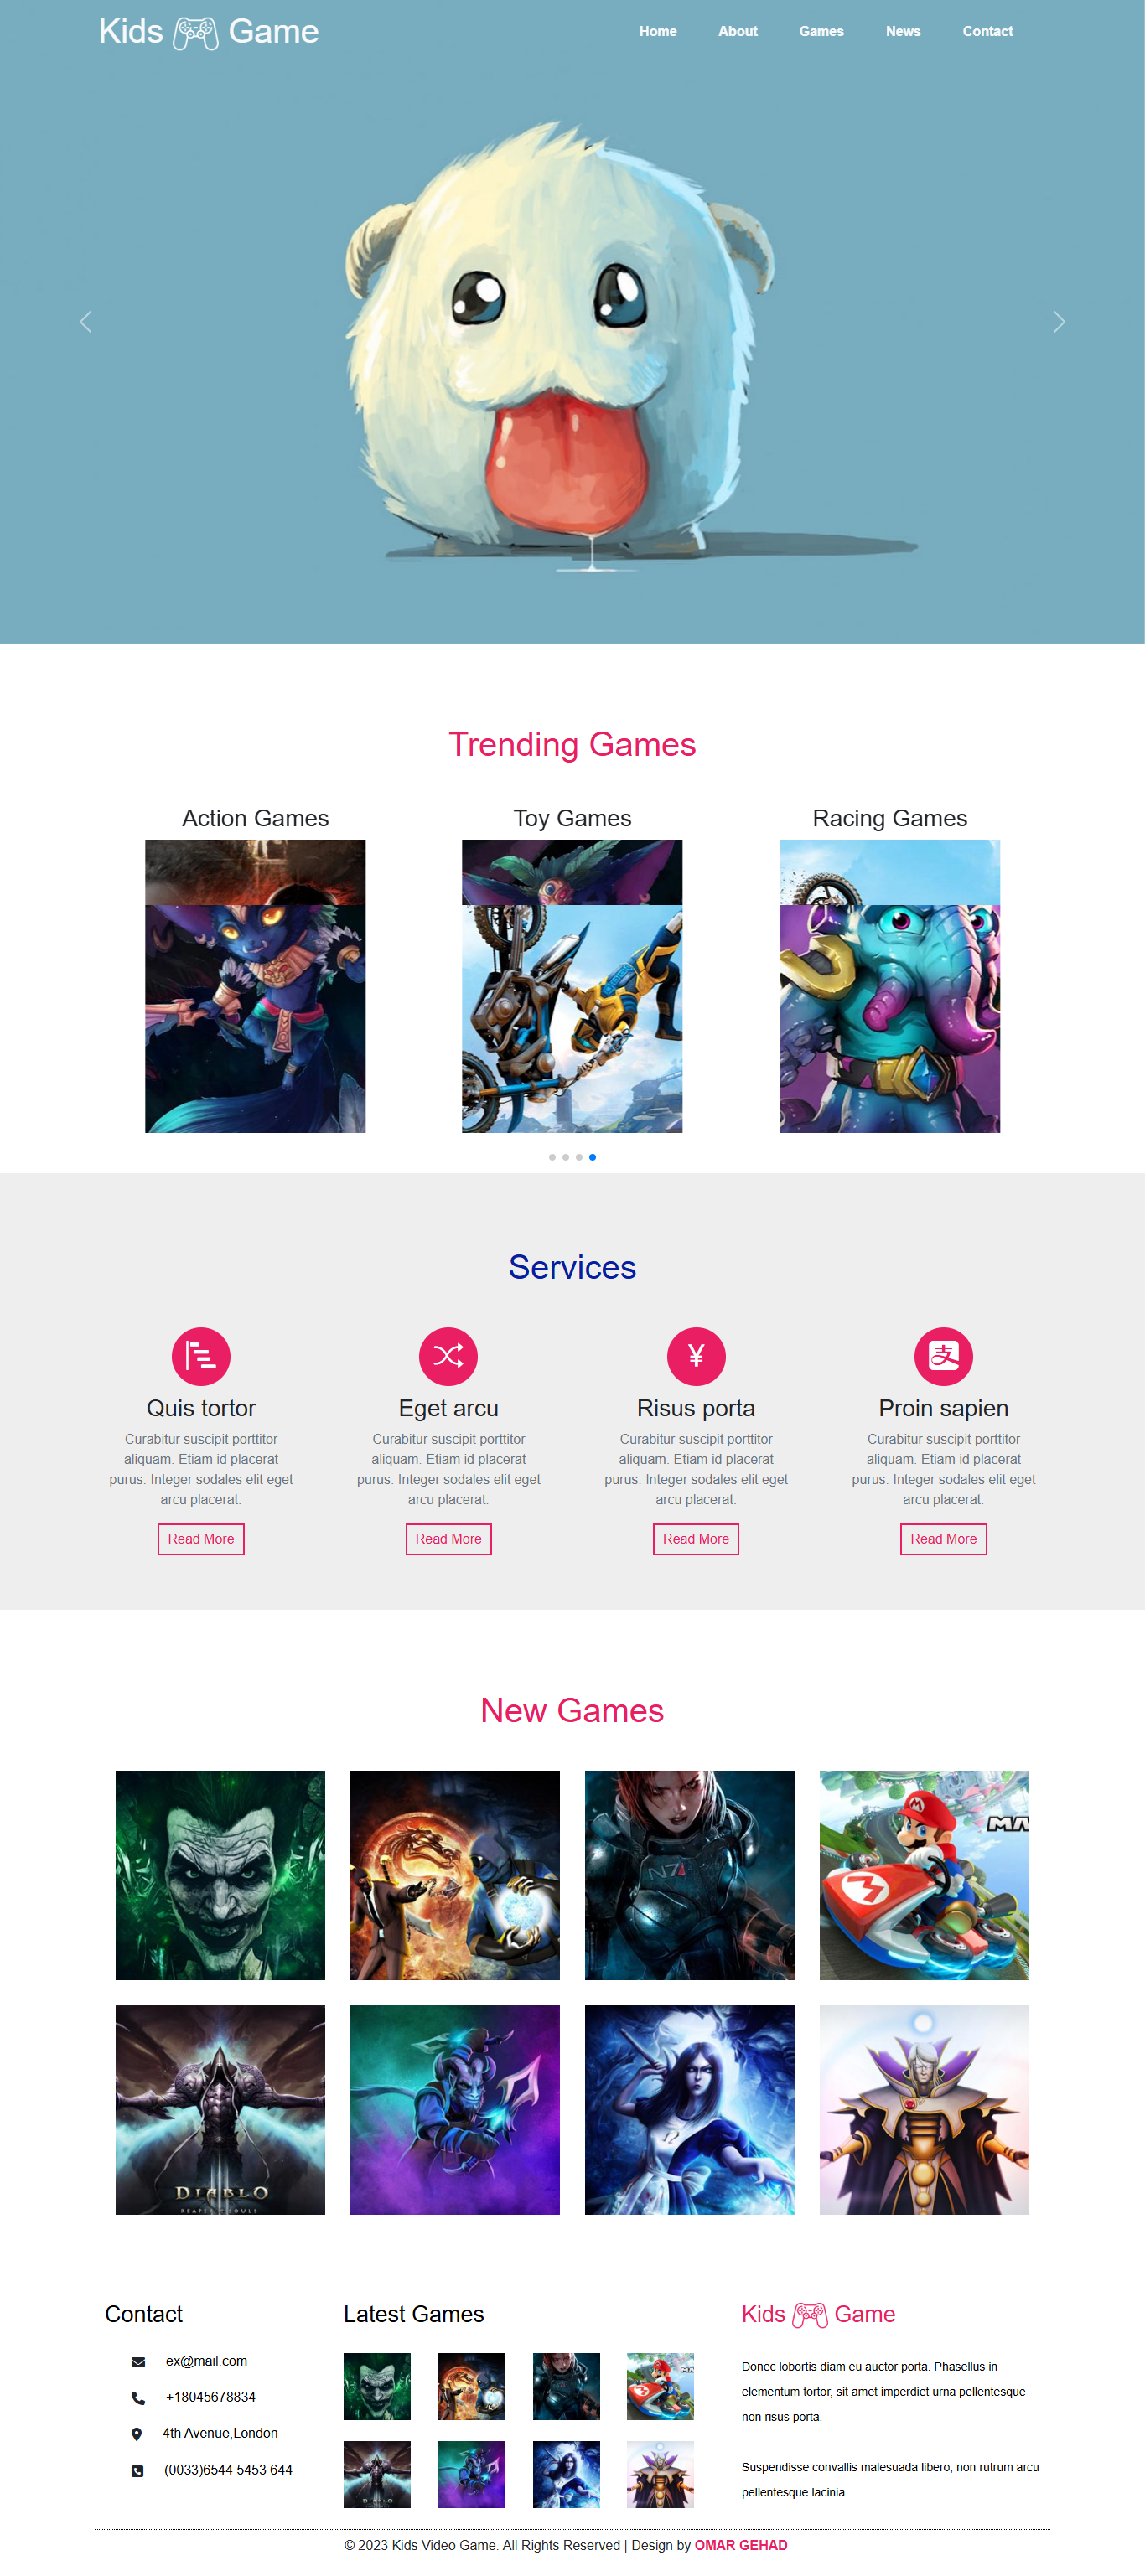 Kids Game
Home About Games News Contact
Trending Games
Action Games
Toy Games
Racing Games
Services
¥
支
Quis tortor
Curabitur suscipit porttitor
aliquam. Etiam id placerat
purus. Integer sodales elit eget
arcu placerat.
Read More
Eget arcu
Curabitur suscipit porttitor
aliquam. Etiam id placerat
purus. Integer sodales elit eget
arcu placerat.
Read More
Risus porta
Curabitur suscipit porttitor
aliquam. Etiam id placerat
purus. Integer sodales elit eget
arcu placerat.
Read More
Proin sapien
Curabitur suscipit porttitor
aliquam. Etiam id placerat
purus. Integer sodales elit eget
arcu placerat.
Read More
New Games
N7
M
M
DIABLO
REAPER OF SOULS
Contact
ex@mail.com
+18045678834
4th Avenue,London
(0033)6544 5453 644
Latest Games
DIABLO
Kids Game
Donec lobortis diam eu auctor porta. Phasellus in
elementum tortor, sit amet imperdiet urna pellentesque
non risus porta.
Suspendisse convallis malesuada libero, non rutrum arcu
pellentesque lacinia.
© 2023 Kids Video Game. All Rights Reserved | Design by OMAR GEHAD